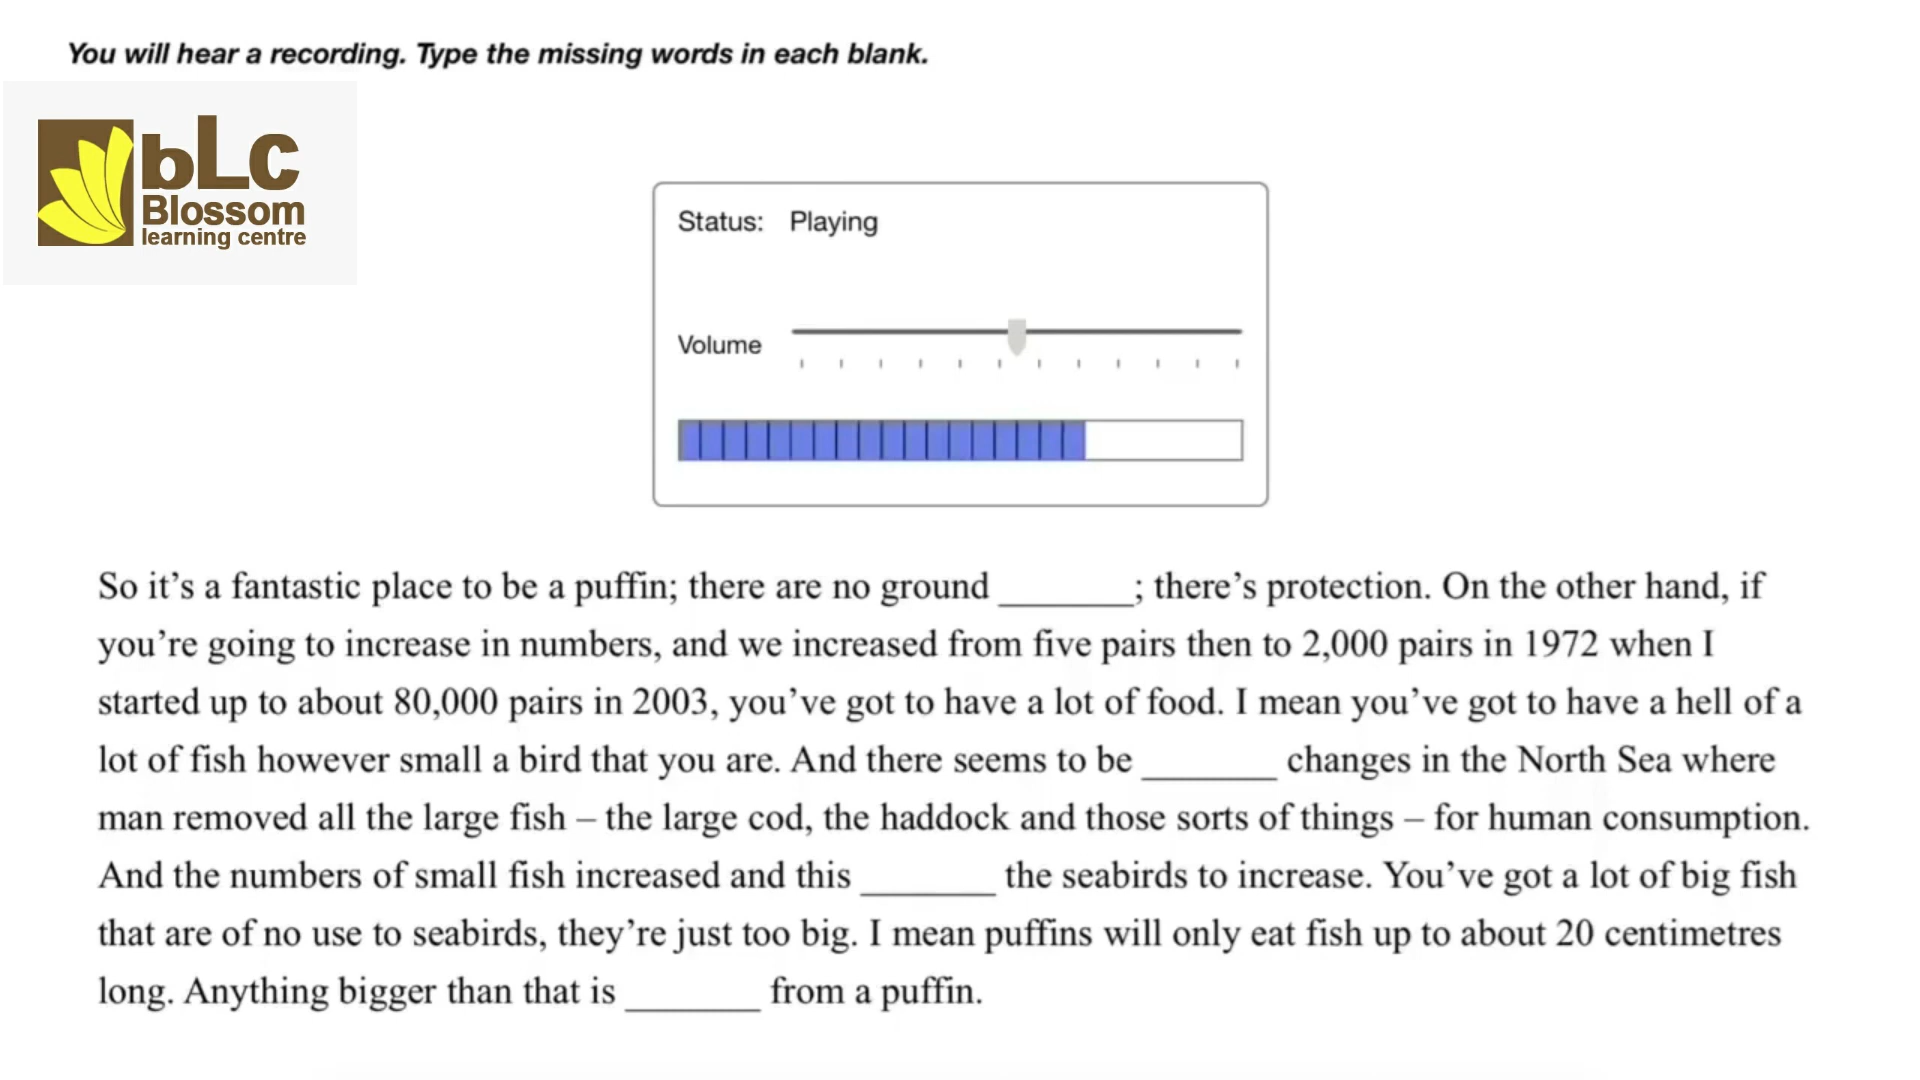 You will hear a recording. Type the missing words in each blank.
bLc
Blossom
learning centre
Status: Playing
Volume
So it’s a fantastic place to be a puffin; there are no ground _______; there’s protection. On the other hand, if
you’re going to increase in numbers, and we increased from five pairs then to 2,000 pairs in 1972 when I
started up to about 80,000 pairs in 2003, you’ve got to have a lot of food. I mean you’ve got to have a hell of a
lot of fish however small a bird that you are. And there seems to be _______ changes in the North Sea where
man removed all the large fish – the large cod, the haddock and those sorts of things – for human consumption.
And the numbers of small fish increased and this _______ the seabirds to increase. You’ve got a lot of big fish
that are of no use to seabirds, they’re just too big. I mean puffins will only eat fish up to about 20 centimetres
long. Anything bigger than that is _______ from a puffin.